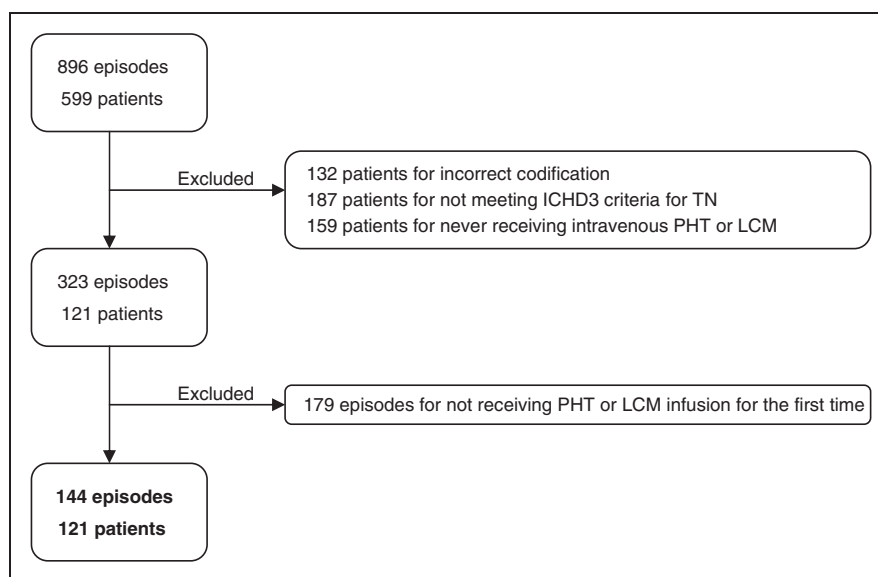 896 episodes
599 patients
Excluded
132 patients for incorrect codification
187 patients for not meeting ICHD3 criteria for TN
159 patients for never receiving intravenous PHT or LCM
323 episodes
121 patients
Excluded
179 episodes for not receiving PHT or LCM infusion for the first time
144 episodes
121 patients